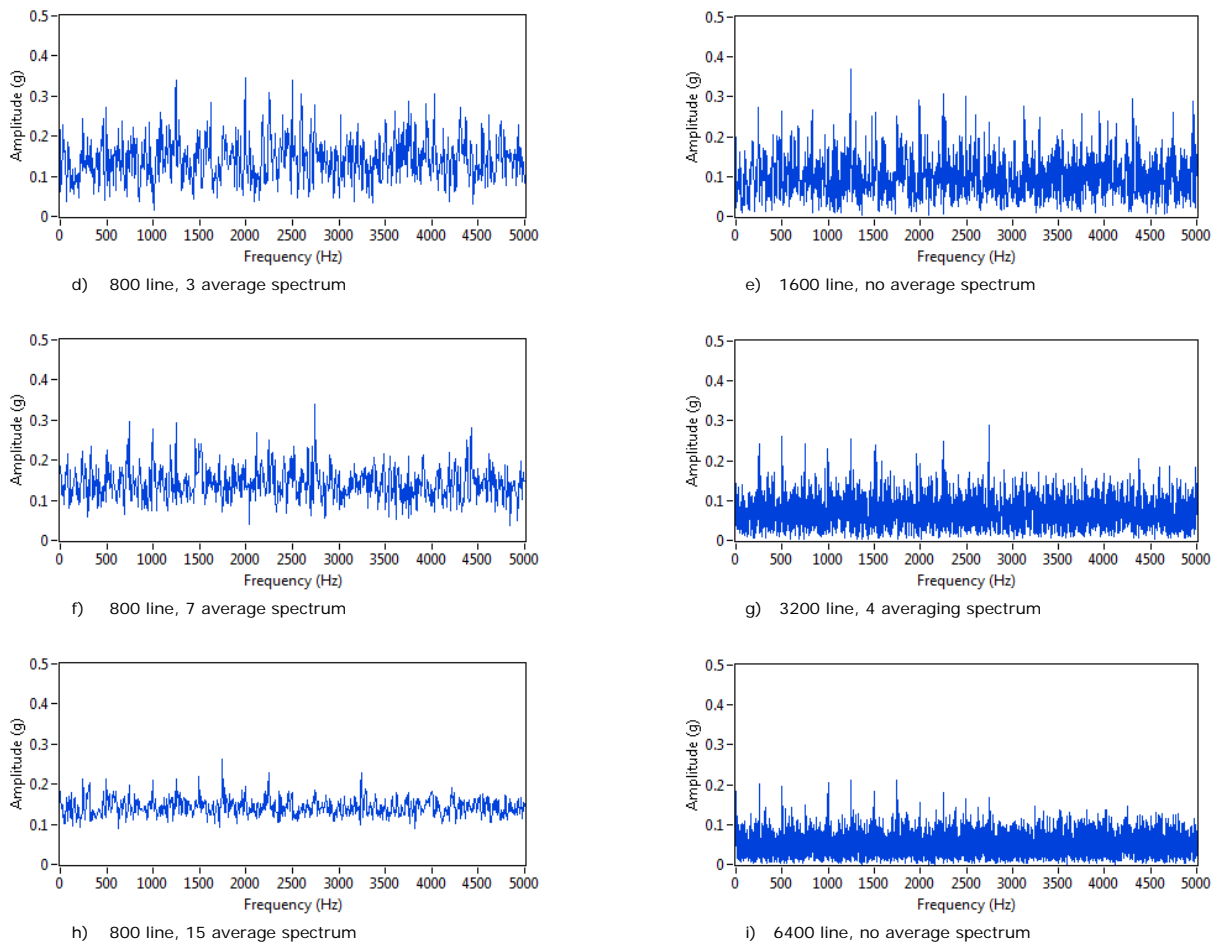 0.5
0.4
0.3
0.2
0.1
0
Amplitude (g)
0 500 1000 1500 2000 2500 3000 3500 4000 4500 5000
Frequency (Hz)
d) 800 line, 3 average spectrum
0.5
0.4
0.3
0.2
0.1
0
Amplitude (g)
0 500 1000 1500 2000 2500 3000 3500 4000 4500 5000
Frequency (Hz)
e) 1600 line, no average spectrum
0.5
0.4
0.3
0.2
0.1
0
Amplitude (g)
0 500 1000 1500 2000 2500 3000 3500 4000 4500 5000
Frequency (Hz)
f) 800 line, 7 average spectrum
0.5
0.4
0.3
0.2
0.1
0
Amplitude (g)
0 500 1000 1500 2000 2500 3000 3500 4000 4500 5000
Frequency (Hz)
g) 3200 line, 4 averaging spectrum
0.5
0.4
0.3
0.2
0.1
0
Amplitude (g)
0 500 1000 1500 2000 2500 3000 3500 4000 4500 5000
Frequency (Hz)
h) 800 line, 15 average spectrum
0.5
0.4
0.3
0.2
0.1
0
Amplitude (g)
0 500 1000 1500 2000 2500 3000 3500 4000 4500 5000
Frequency (Hz)
i) 6400 line, no average spectrum